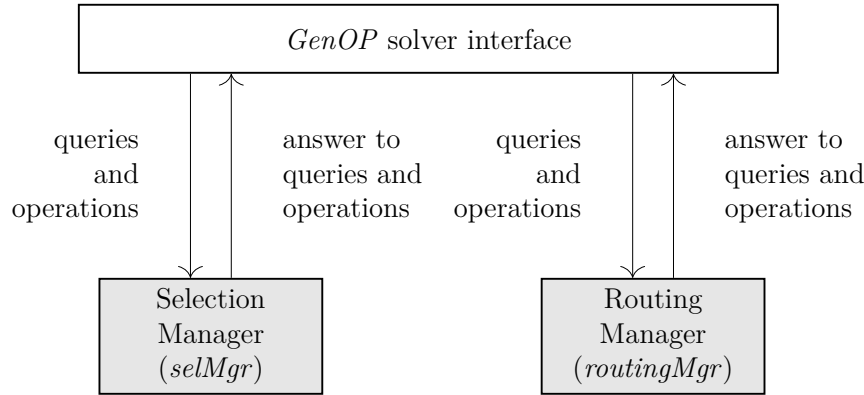 GenOP solver interface
queries
and
operations
answer to
queries and
operations
queries
and
operations
answer to
queries and
operations
Selection
Manager
(selMgr)
Routing
Manager
(routingMgr)